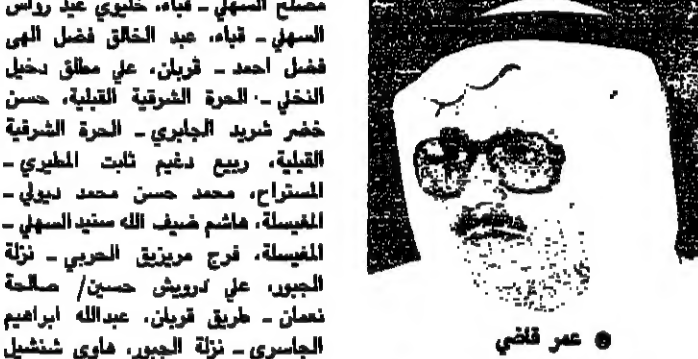 مصلح السهلي ـ قباء، خليوي عيد رواس
السهلي ـ قباء، عبد الخالق فضل الهى
فضل احمد ـ قربان، علي مطلق دخيل
النخلي ـ الحرة الشرقية القبلية، حسن
خضر شريد الجابري ـ الحرة الشرقية
القبلية، ربيع دغيم ثابت المطيري ـ
المستراح، محمد حسن محمد ديولي ـ
المغيسلة، هاشم ضيف الله ستيد السهلي ـ
المغيسلة، فرج مريزيق الحربي ـ نزلة
الجبور، علي درويش حسين/ صالحة
نعمان ـ طريق قربان، عبدالله ابراهيم
الجاسري ـ نزلة الجبور، هاوي شنشيل
عمر قاضي